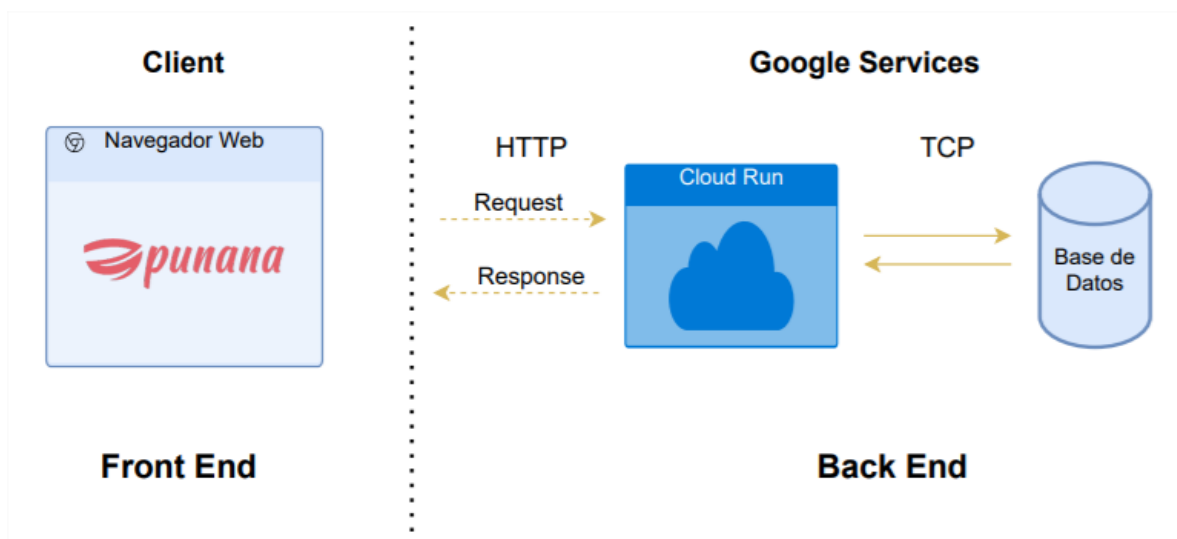 Client
Google Services
Navegador Web
HTTP
TCP
Cloud Run
Request
punana
Response
Base de
Datos
Front End
Back End